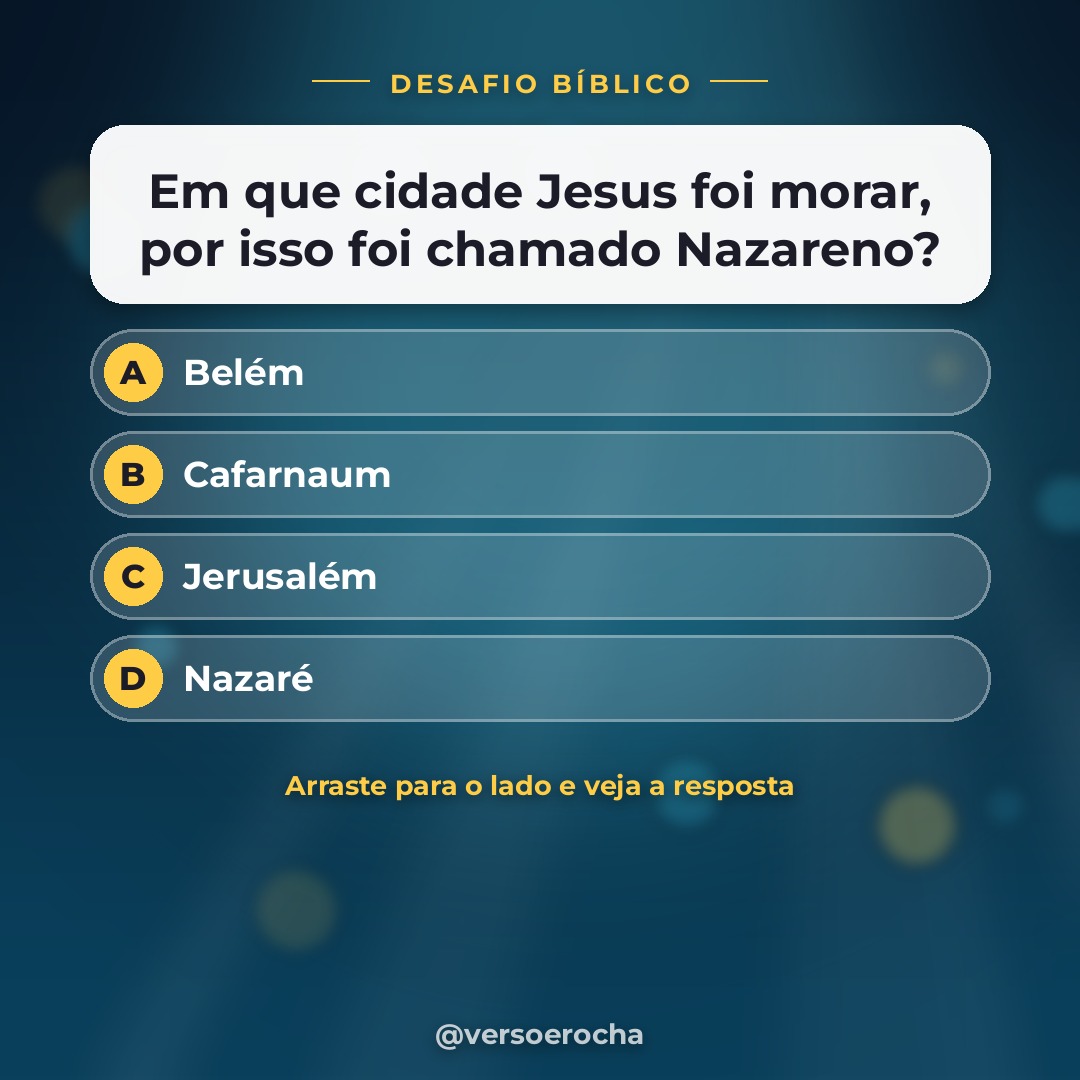 DESAFIO BÍBLICO
Em que cidade Jesus foi morar,
por isso foi chamado Nazareno?
A Belém
B Cafarnaum
C Jerusalém
D Nazaré
Arraste para o lado e veja a resposta
@versoerocha